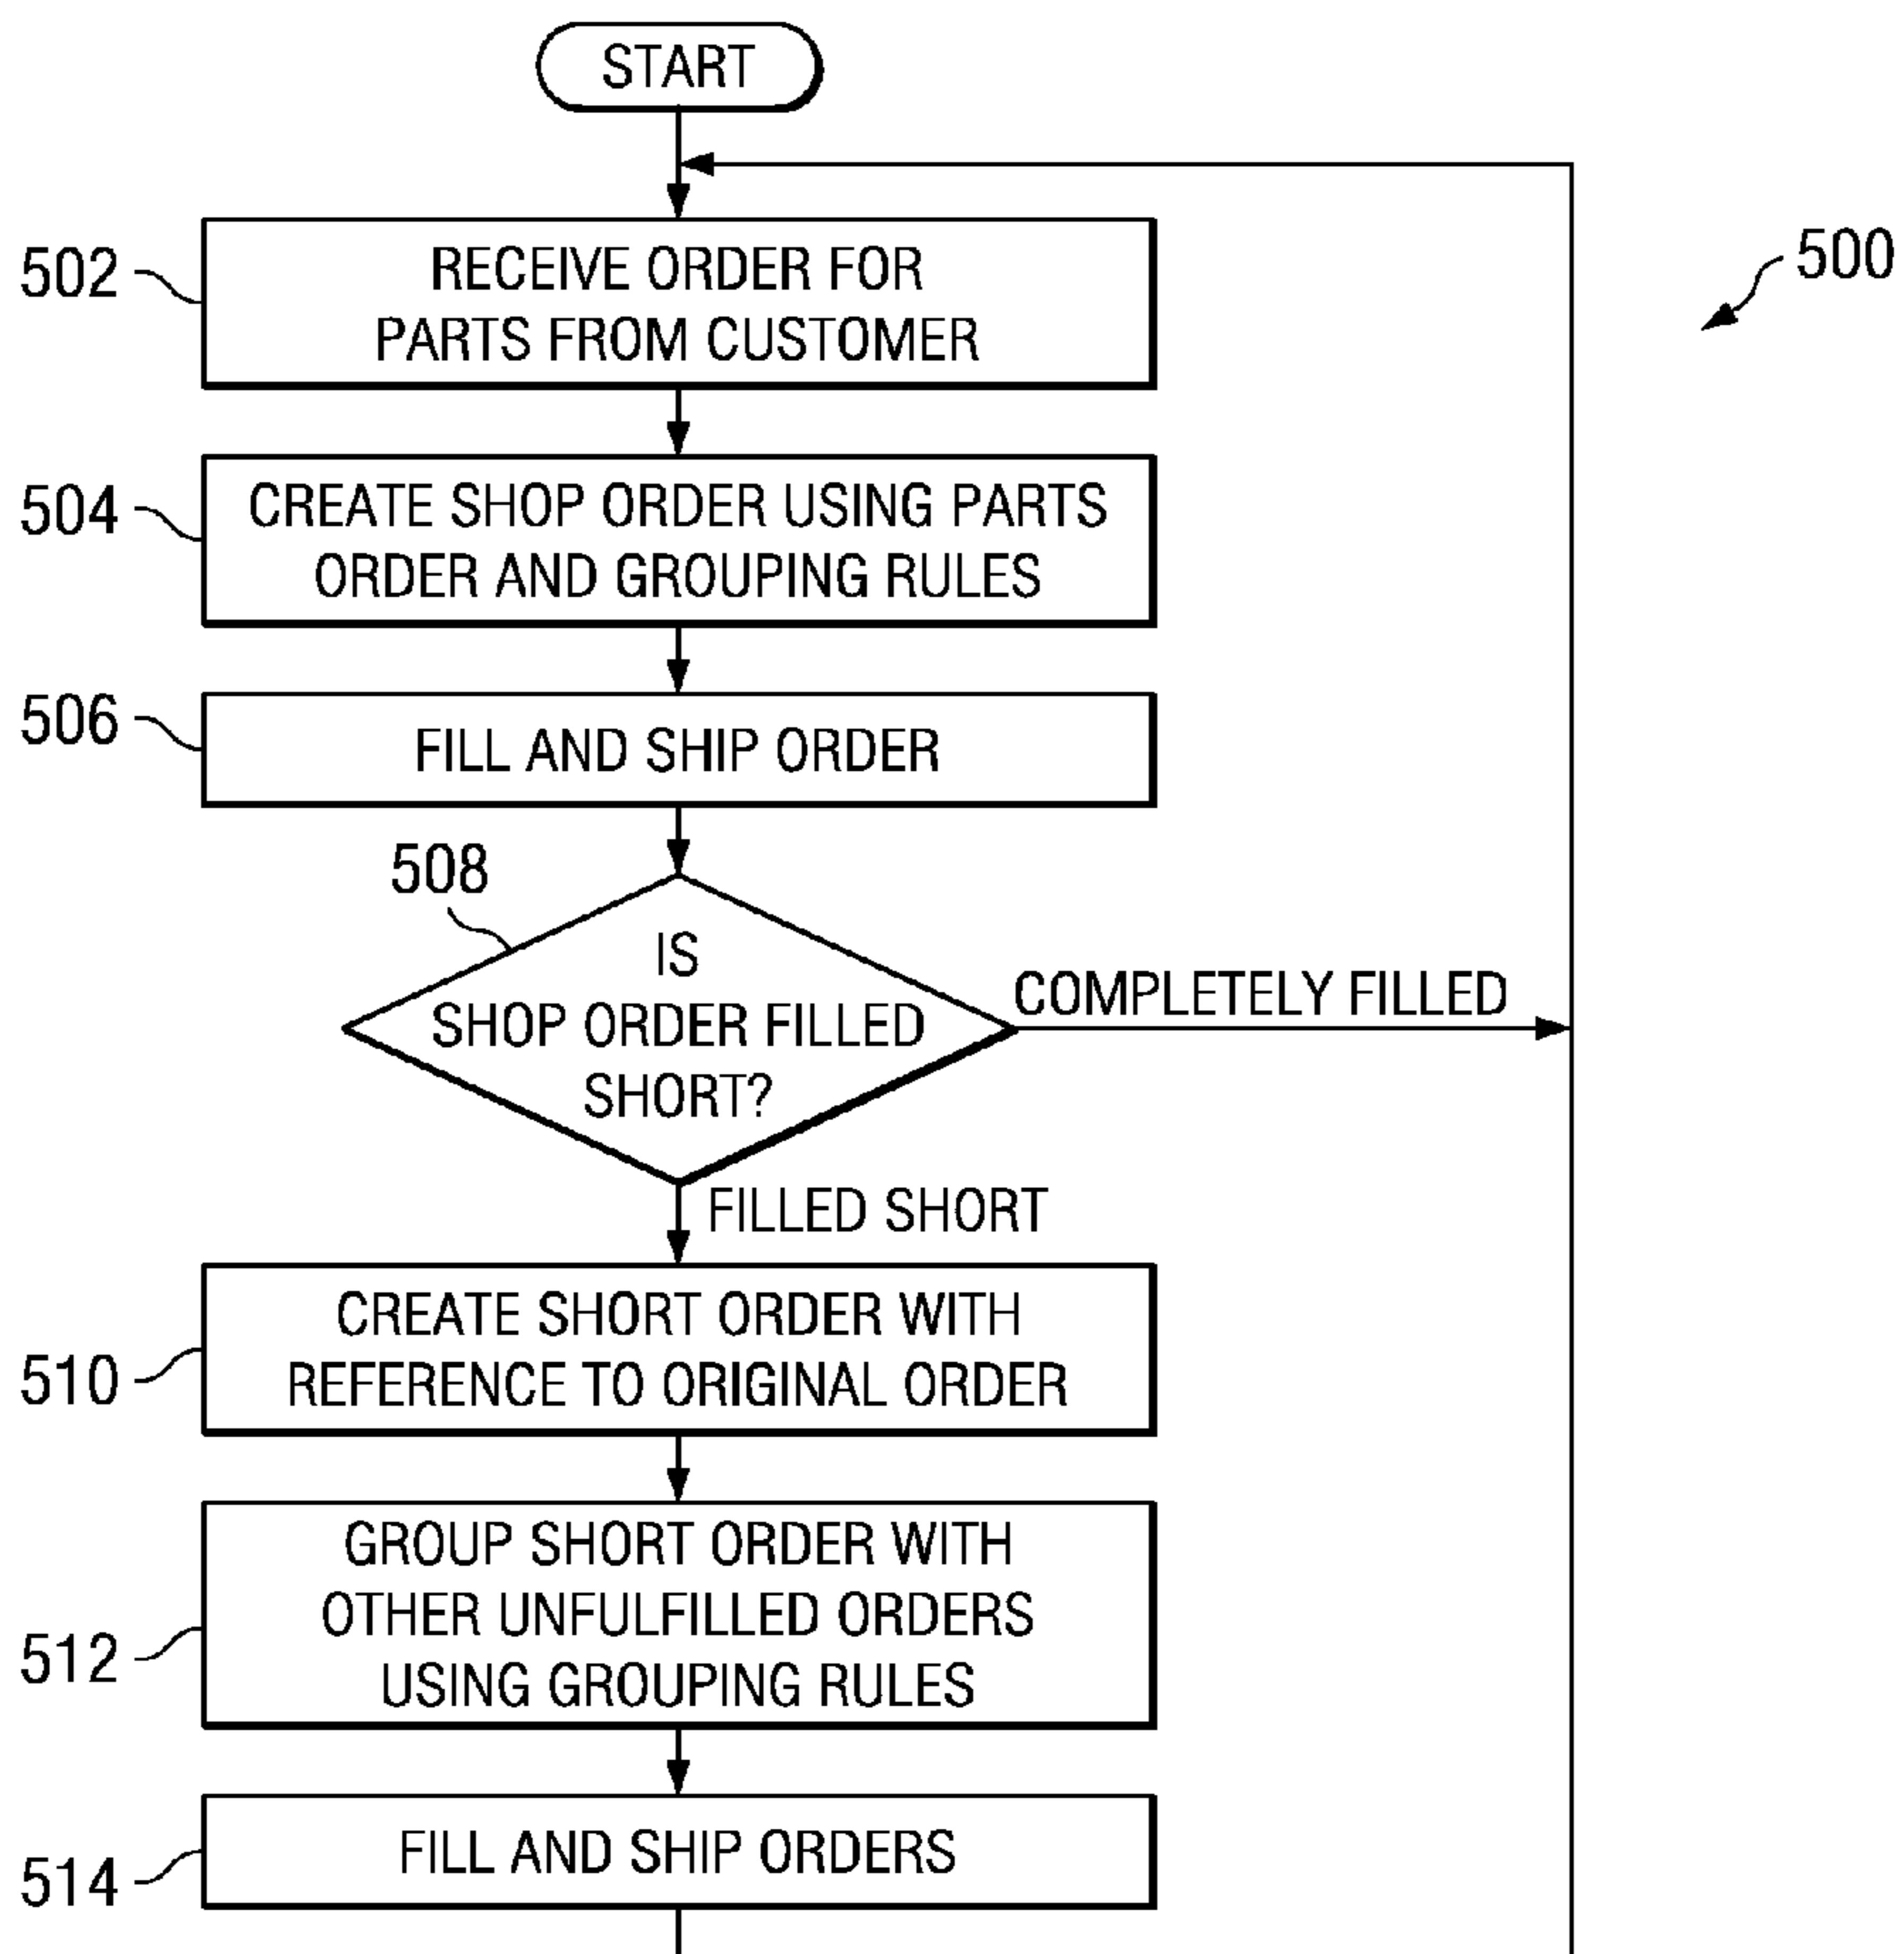 START
500
502
RECEIVE ORDER FOR
PARTS FROM CUSTOMER
504
CREATE SHOP ORDER USING PARTS
ORDER AND GROUPING RULES
506
FILL AND SHIP ORDER
508
IS
SHOP ORDER FILLED
SHORT?
COMPLETELY FILLED
FILLED SHORT
510
CREATE SHORT ORDER WITH
REFERENCE TO ORIGINAL ORDER
512
GROUP SHORT ORDER WITH
OTHER UNFULFILLED ORDERS
USING GROUPING RULES
514
FILL AND SHIP ORDERS